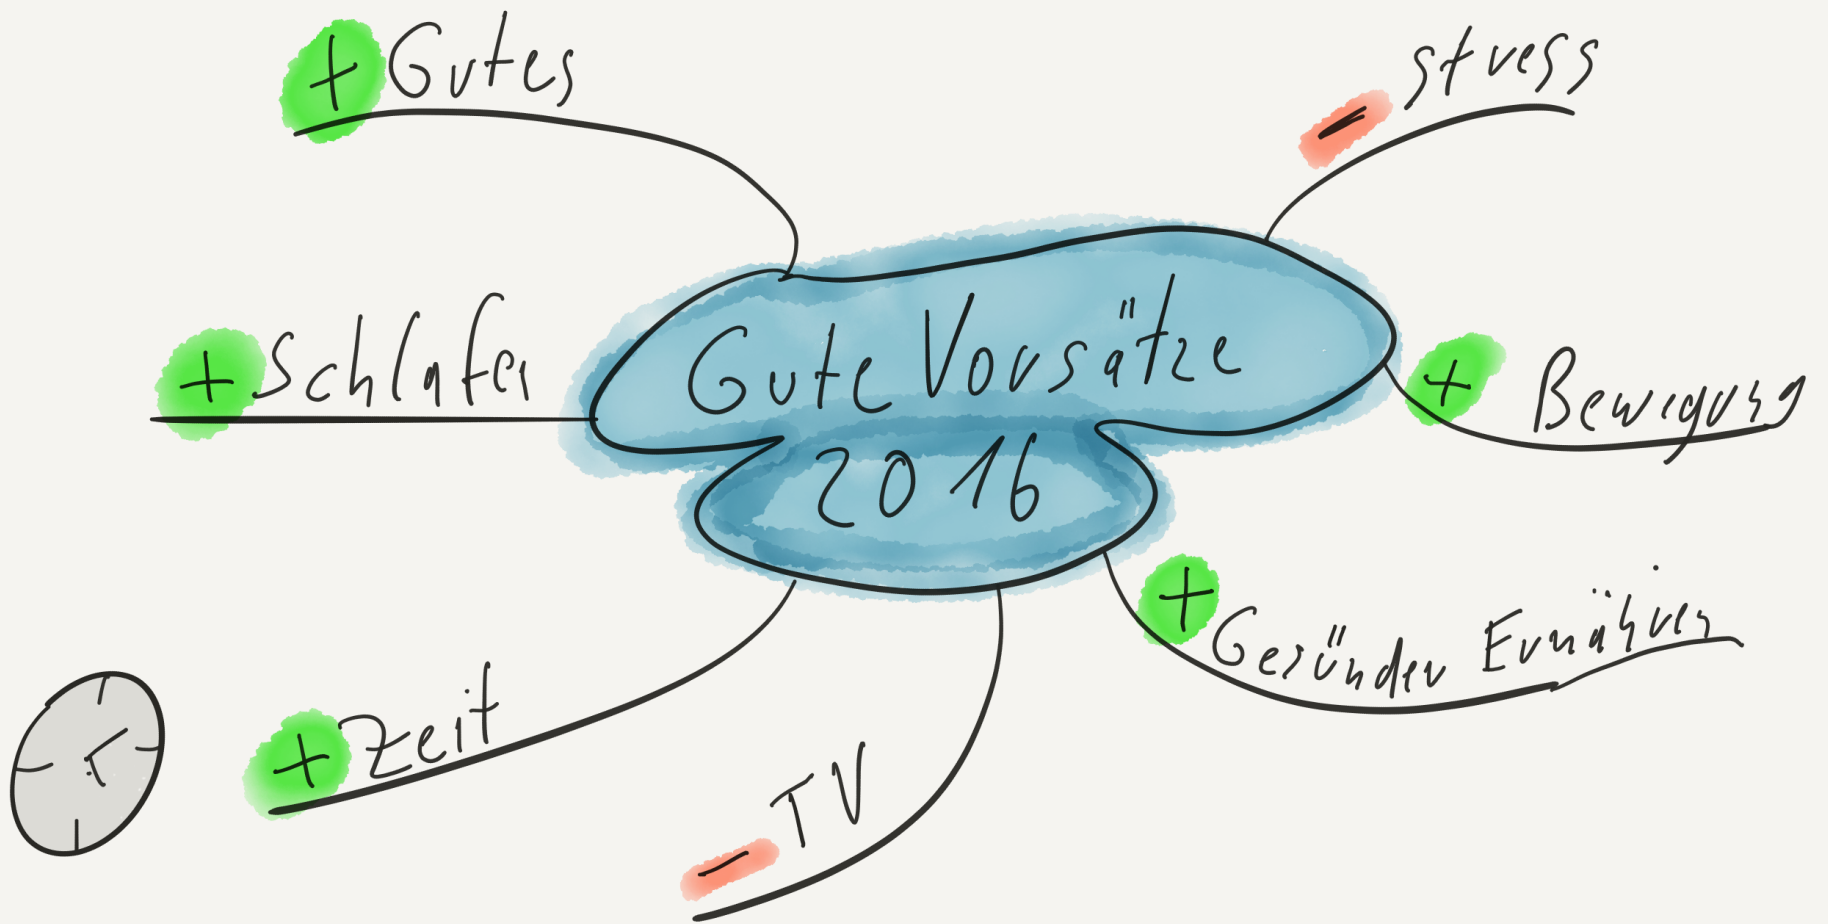 + Gutes
- stress
Gute Vorsätze
2016
+ Schlafen
+ Bewegung
+ Gesünder Ernähren
+ Zeit
- TV